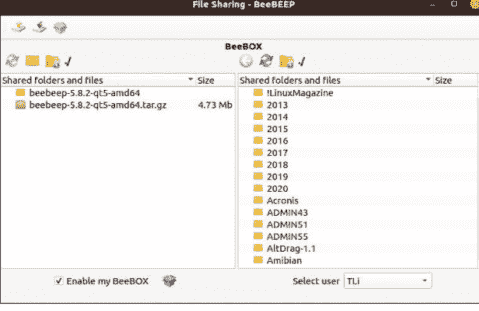 File Sharing - BeeBEEP
BeeBOX
Shared folders and files Size
beebeep-5.8.2-qt5-amd64
beebeep-5.8.2-qt5-amd64.tar.gz 4.73 Mb
Enable my BeeBOX
Shared folders and files Size
!LinuxMagazine
2013
2014
2015
2016
2017
2018
2019
2020
Acronis
ADMIN43
ADMIN51
ADMIN55
AltDrag-1.1
Amibian
Select user TLi